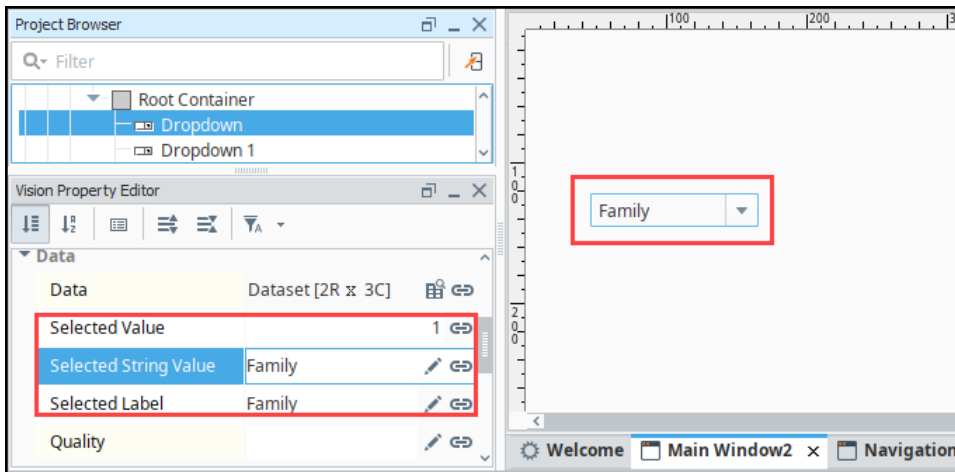 Project Browser
Filter
Root Container
Dropdown
Dropdown 1
Vision Property Editor
Data
Data Dataset [2R x 3C]
Selected Value 1
Selected String Value Family
Selected Label Family
Quality
100 200
100
200
Family
Welcome Main Window2 x Navigation